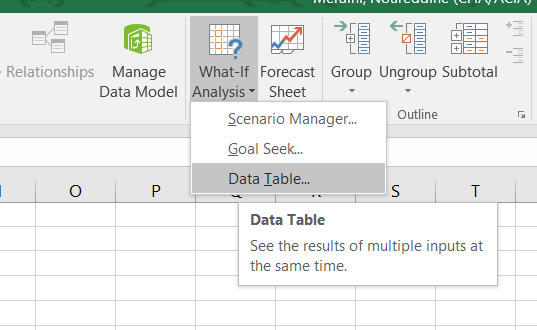 Relationships
Manage
Data Model
What-If
Analysis
Forecast
Sheet
Group
Ungroup
Subtotal
Outline
Scenario Manager...
Goal Seek...
Data Table...
O P Q R S T
Data Table
See the results of multiple inputs at
the same time.